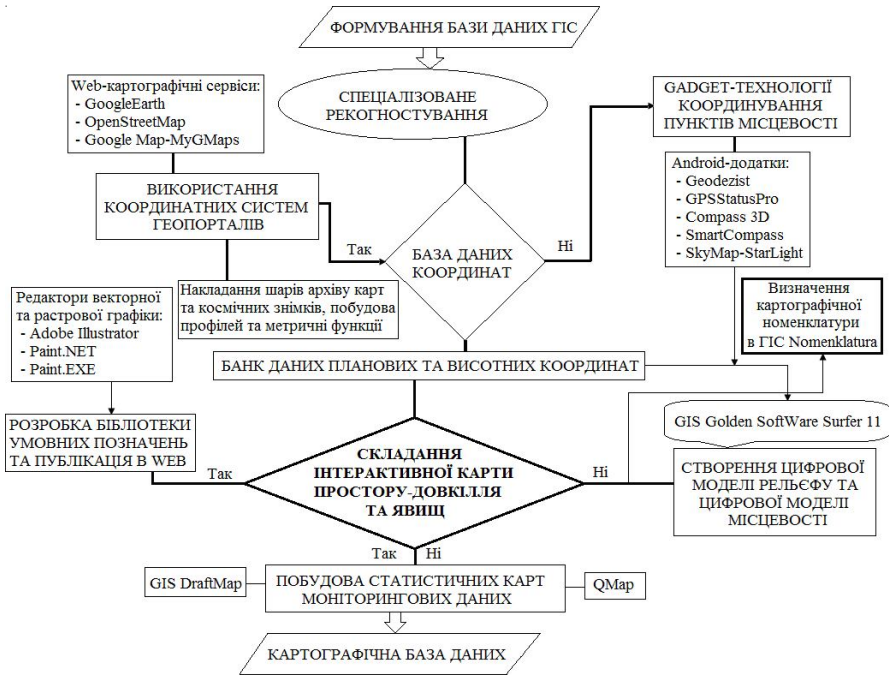 ФОРМУВАННЯ БАЗИ ДАНИХ ГІС
Web-картографічні сервіси:
- GoogleEarth
- OpenStreetMap
- Google Map-MyGMaps
СПЕЦІАЛІЗОВАНЕ
РЕКОГНОСТУВАННЯ
GADGET-ТЕХНОЛОГІЇ
КООРДИНУВАННЯ
ПУНКТІВ МІСЦЕВОСТІ
Android-додатки:
- Geodezist
- GPSStatusPro
- Compass 3D
- SmartCompass
- SkyMap-StarLight
ВИКОРИСТАННЯ
КООРДИНАТНИХ СИСТЕМ
ГЕОПОРТАЛІВ
Так
БАЗА ДАНИХ
КООРДИНАТ
Ні
Накладання шарів архіву карт
та космічних знімків, побудова
профілей та метричні функції
Редактори векторної
та растрової графіки:
- Adobe Illustrator
- Paint.NET
- Paint.EXE
Визначення
картографічної
номенклатури
в ГІС Nomenklatura
БАНК ДАНИХ ПЛАНОВИХ ТА ВИСОТНИХ КООРДИНАТ
РОЗРОБКА БІБЛІОТЕКИ
УМОВНИХ ПОЗНАЧЕНЬ
ТА ПУБЛІКАЦІЯ В WEB
Так
СКЛАДАННЯ
ІНТЕРАКТИВНОЇ КАРТИ
ПРОСТОРУ-ДОВКІЛЛЯ
ТА ЯВИЩ
Ні
GIS Golden SoftWare Surfer 11
СТВОРЕННЯ ЦИФРОВОЇ
МОДЕЛІ РЕЛЬЄФУ ТА
ЦИФРОВОЇ МОДЕЛІ
МІСЦЕВОСТІ
Так Ні
GIS DraftMap
ПОБУДОВА СТАТИСТИЧНИХ КАРТ
МОНІТОРИНГОВИХ ДАНИХ
QMap
КАРТОГРАФІЧНА БАЗА ДАНИХ